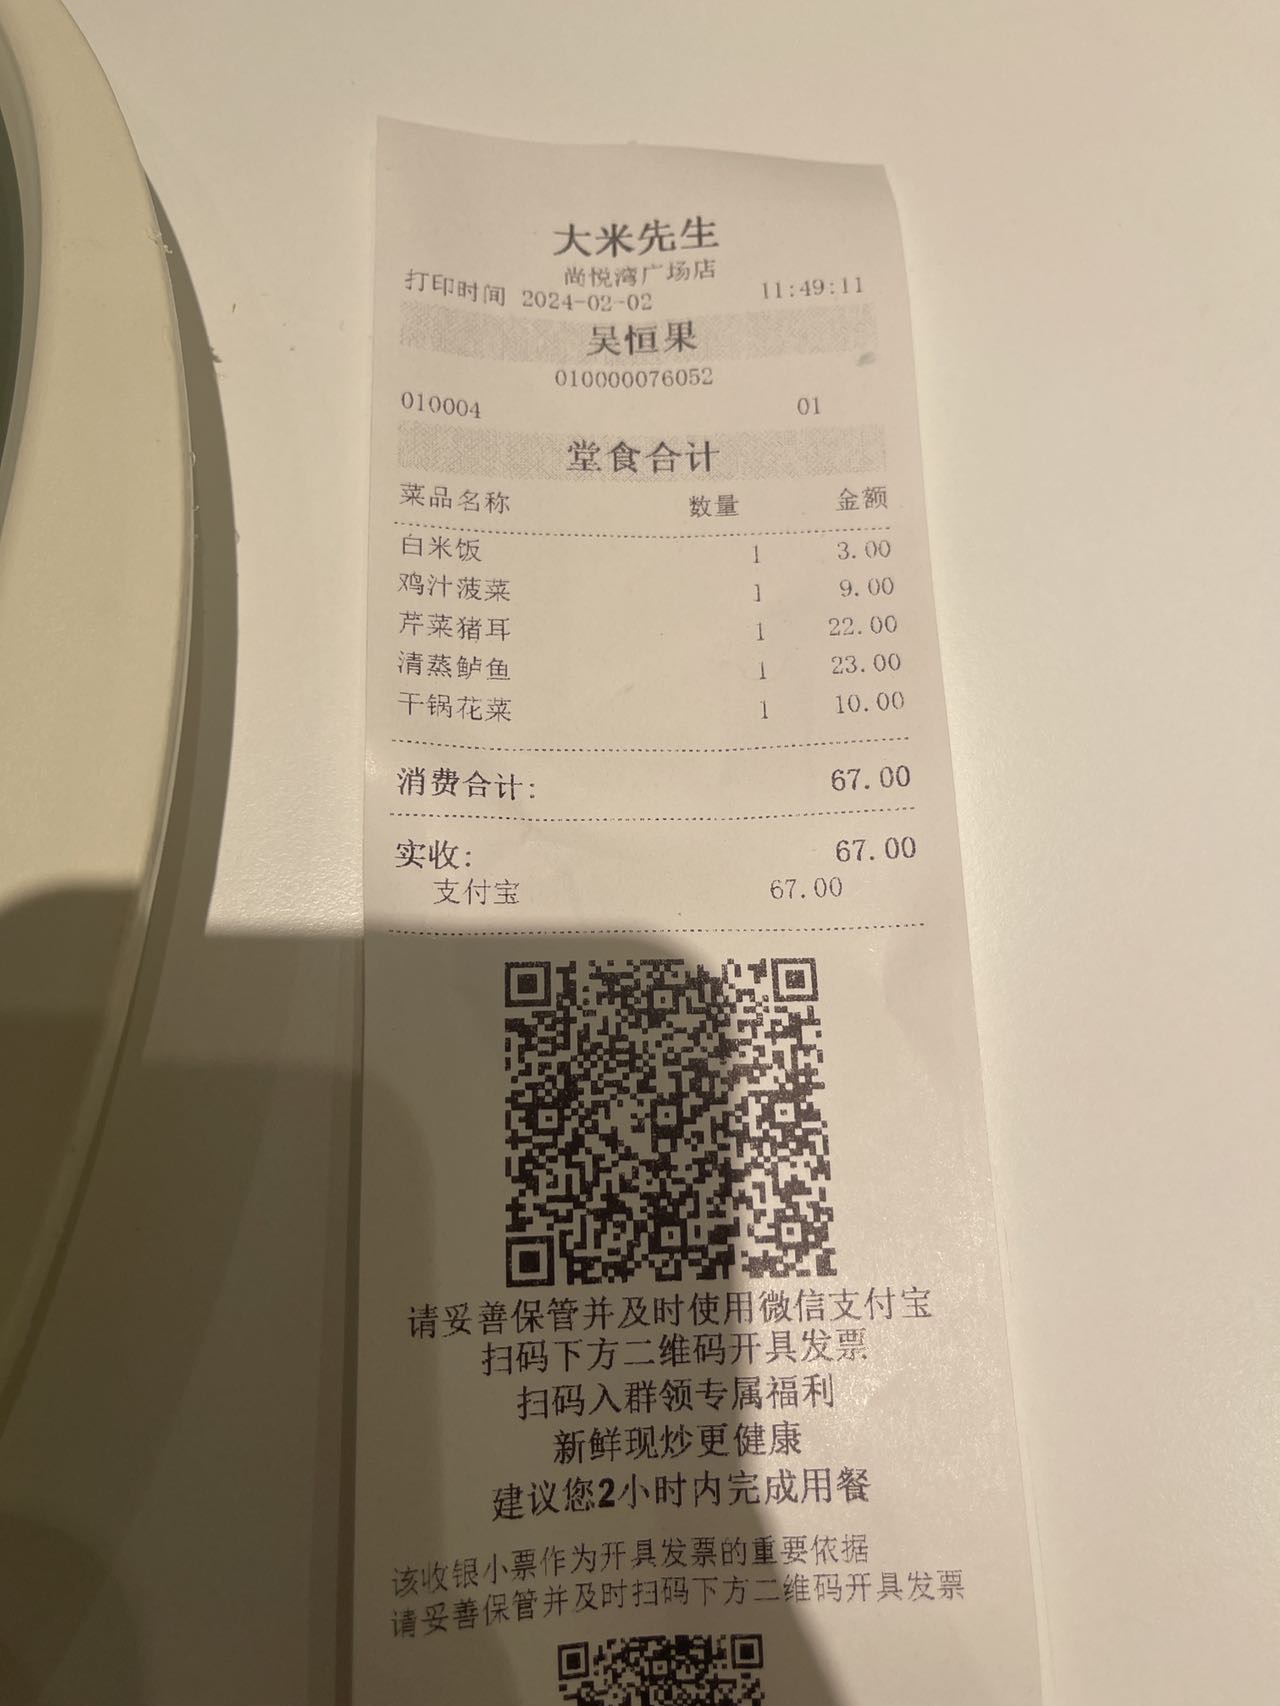 大米先生
尚悦湾广场店
打印时间 2024-02-02 11:49:11
吴恒果
010000076052
010004 01
堂食合计
菜品名称 数量 金额
白米饭 1 3.00
鸡汁菠菜 1 9.00
芹菜猪耳 1 22.00
清蒸鲈鱼 1 23.00
干锅花菜 1 10.00
消费合计: 67.00
实收: 67.00
支付宝 67.00
请妥善保管并及时使用微信支付宝
扫码下方二维码开具发票
扫码入群领专属福利
新鲜现炒更健康
建议您2小时内完成用餐
该收银小票作为开具发票的重要依据
请妥善保管并及时扫码下方二维码开具发票